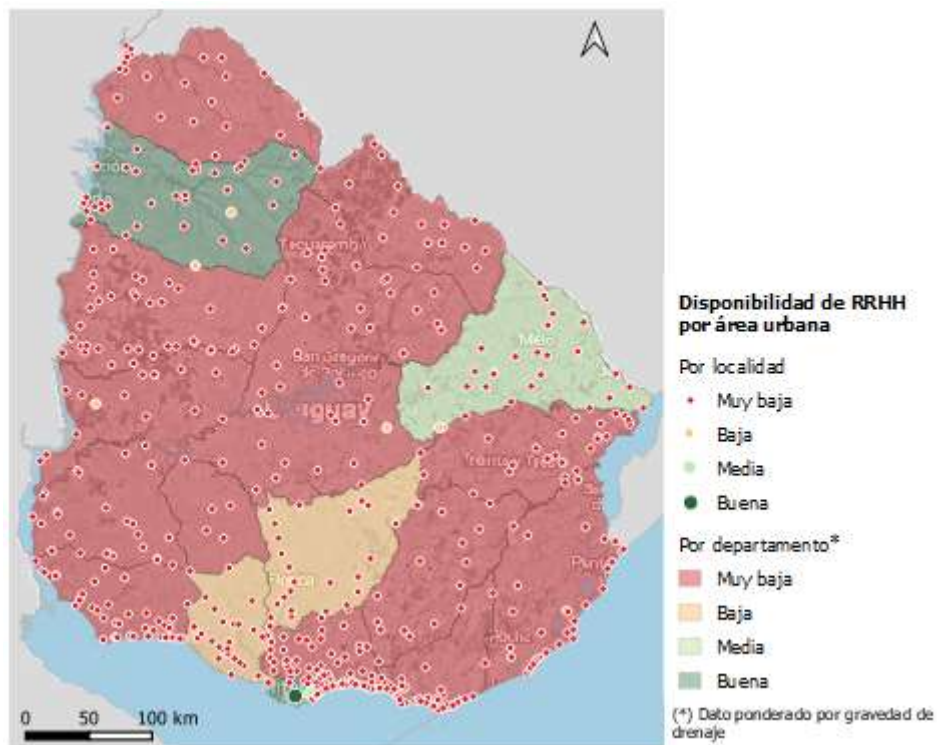 Tacuarembó
Melo
San Gregorio
de Polanco
Uruguay
Treinta y Tres
Florida
Rocha
0 50 100 km
Disponibilidad de RRHH
por área urbana
Por localidad
Muy baja
Baja
Media
Buena
Por departamento*
Muy baja
Baja
Media
Buena
(*) Dato ponderado por gravedad de
drenaje